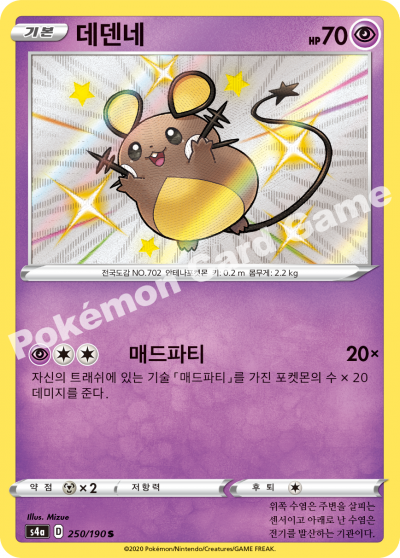 기본 데덴네 HP 70
전국도감 NO.702 안테나포켓몬 키: 0.2 m 몸무게: 2.2 kg
Pokémon Card Game
매드파티 20×
자신의 트래쉬에 있는 기술 「매드파티」를 가진 포켓몬의 수 × 20
데미지를 준다.
약점 × 2 저항력 후퇴
Illus. Mizue
s4a D 250/190 S
위쪽 수염은 주변을 살피는
센서이고 아래로 난 수염은
전기를 발산하는 기관이다.
©2020 Pokémon/Nintendo/Creatures/GAME FREAK.